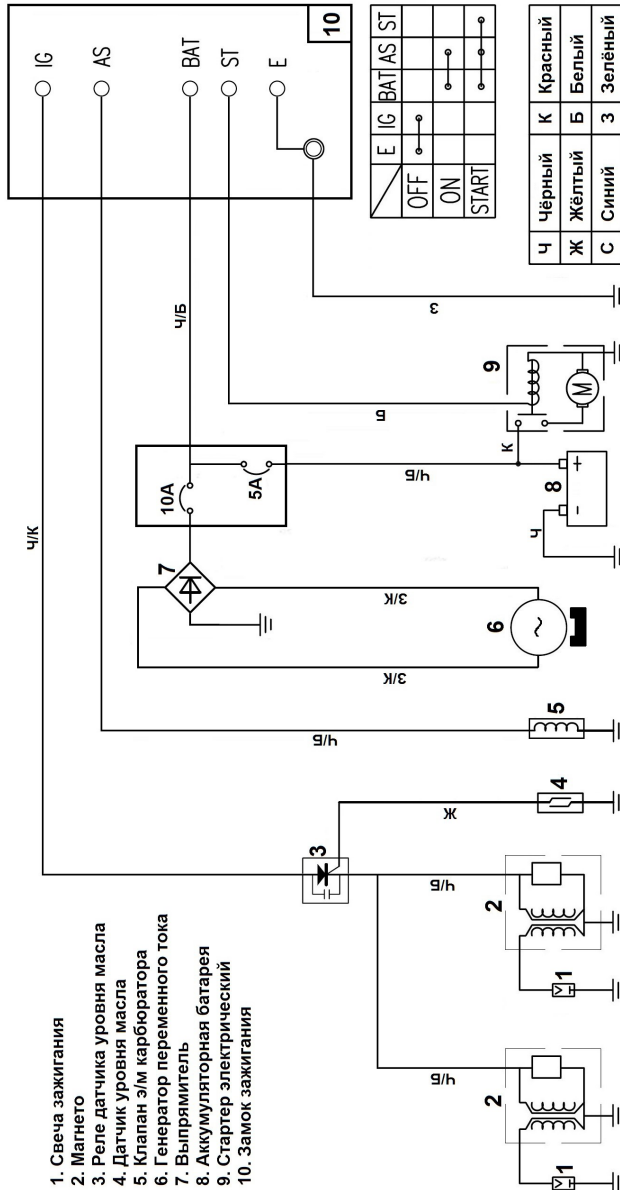 1. Свеча зажигания
2. Магнето
3. Реле датчика уровня масла
4. Датчик уровня масла
5. Клапан э/м карбюратора
6. Генератор переменного тока
7. Выпрямитель
8. Аккумуляторная батарея
9. Стартер электрический
10. Замок зажигания
10
IG
AS
BAT
ST
E
Ч/К
Ч/Б
Ч/Б
10A
5A
Ч/Б
Б
З
7
З/К
З/К
6
~
5
4
Ж
3
Ч/Б
Ч/Б
2
2
1
1
К
Ч
8
- +
9
M
E IG BAT AS ST
OFF
ON
START
Ч Чёрный К Красный
Ж Жёлтый Б Белый
С Синий З Зелёный